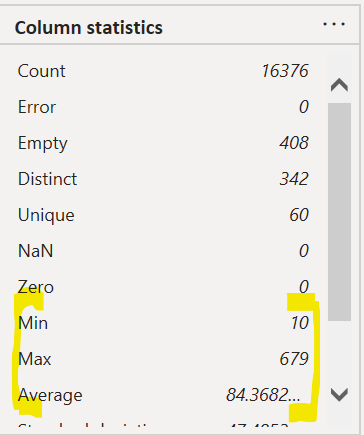 Column statistics ...
Count 16376
Error 0
Empty 408
Distinct 342
Unique 60
NaN 0
Zero 0
Min 10
Max 679
Average 84.3682...